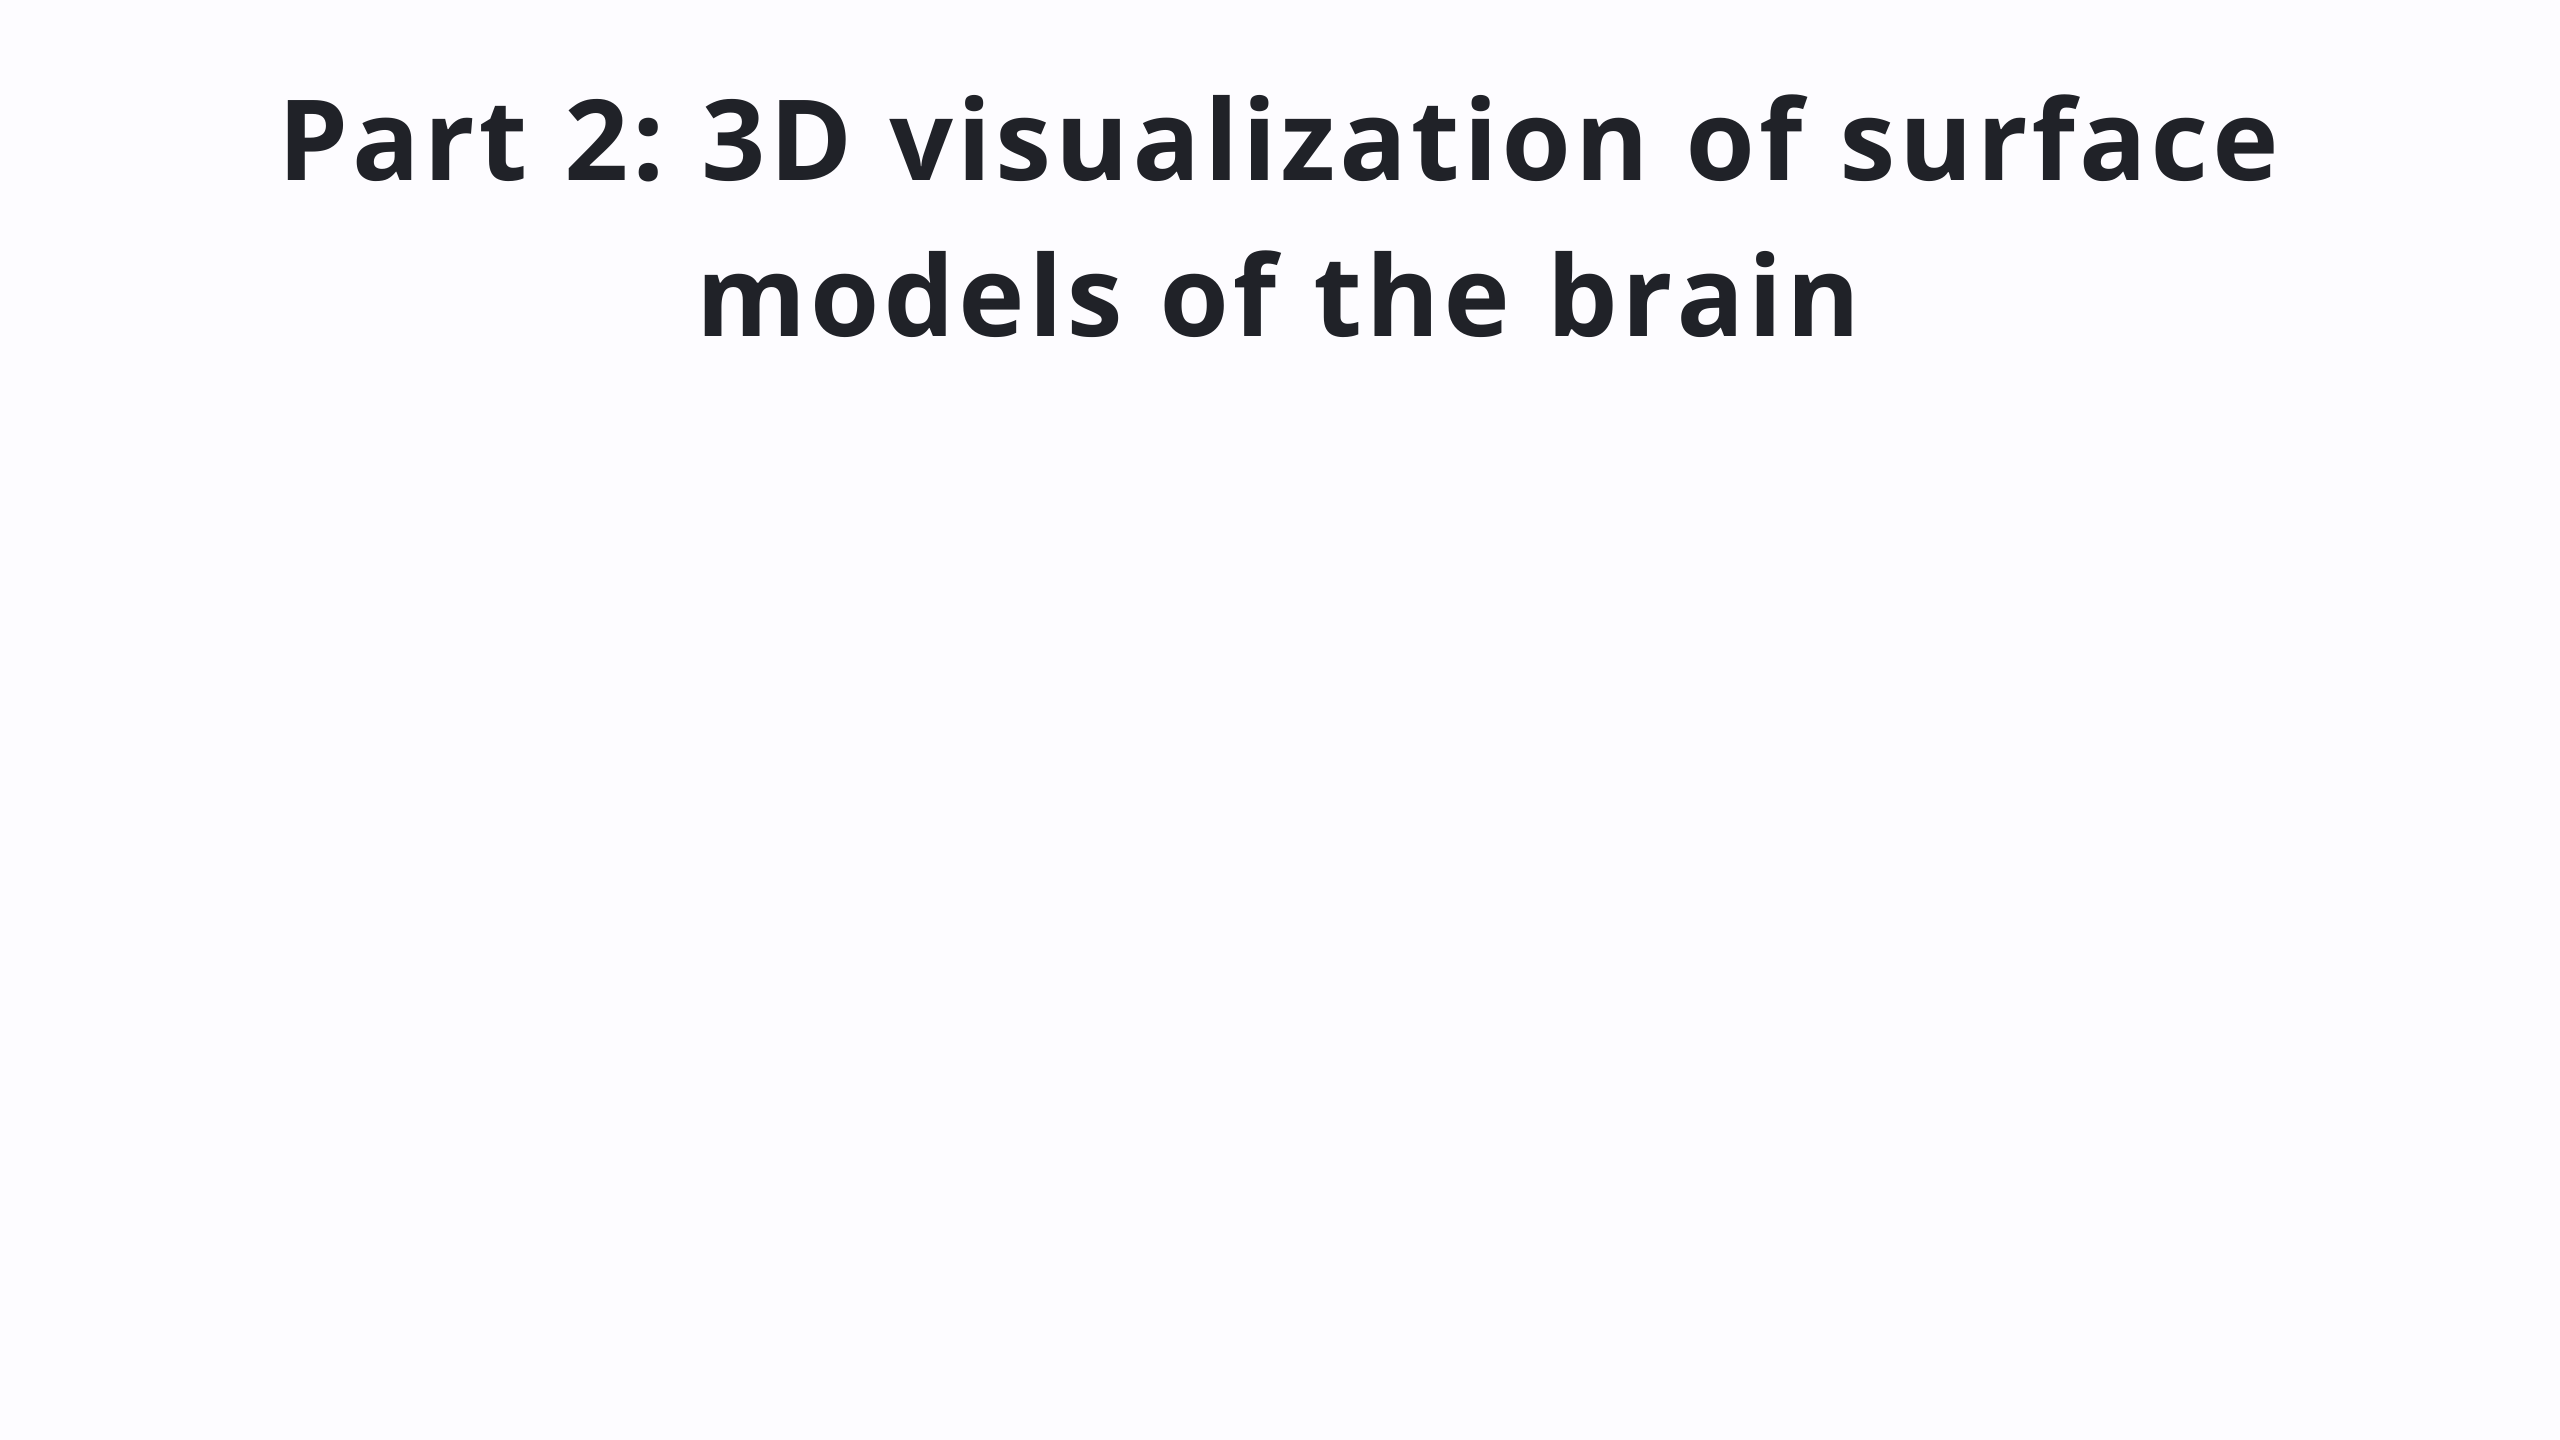 Part 2: 3D visualization of surface
models of the brain